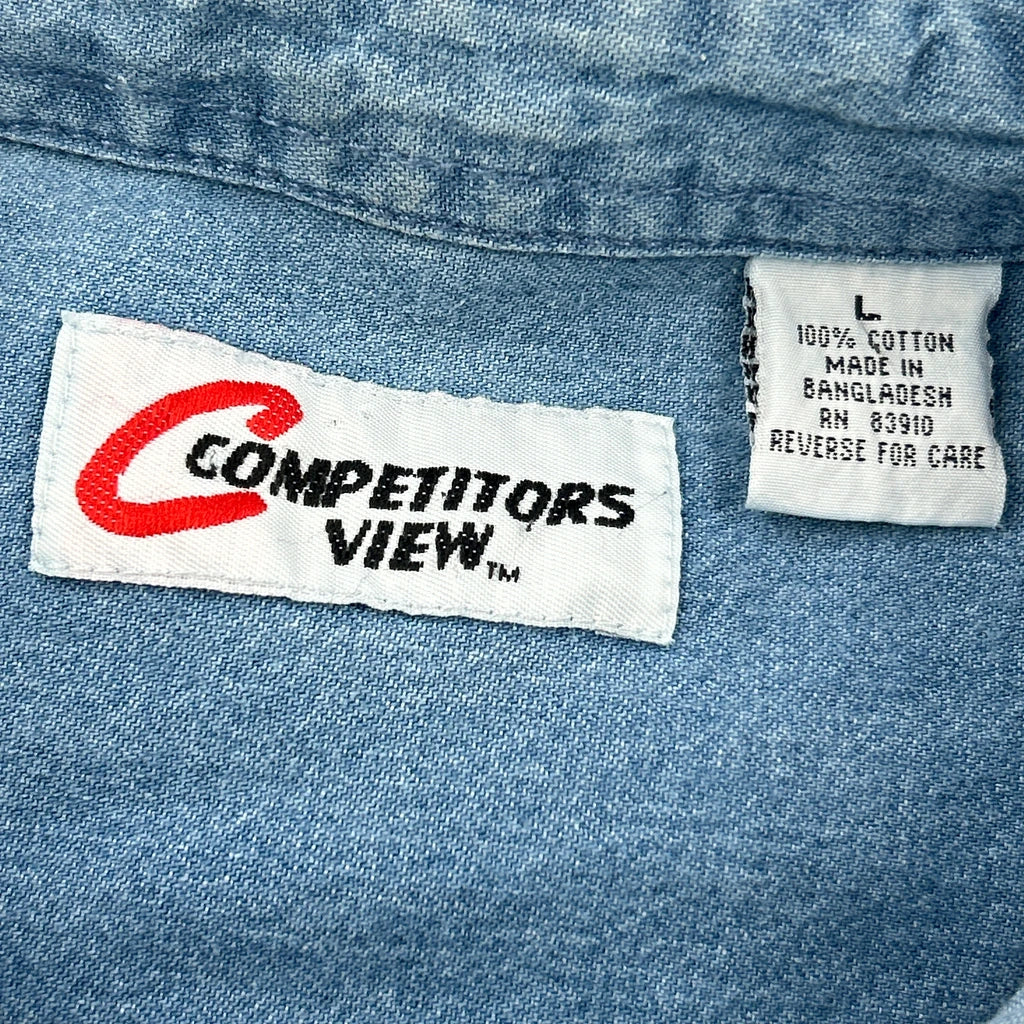 C COMPETITORS
VIEW™
L
100% COTTON
MADE IN
BANGLADESH
RN 83910
REVERSE FOR CARE